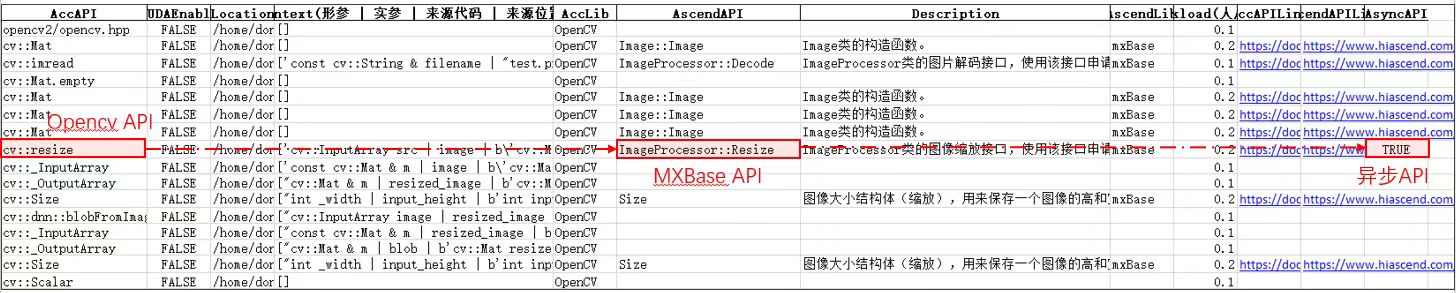 AccAPI UDAEnabl Location ntext(形参 | 实参 | 来源代码 | 来源位置 AccLib AscendAPI Description scendLib kload(人/ ccAPILin cendAPILi AsyncAPI
opencv2/opencv.hpp FALSE /home/dor [] OpenCV 0.1
cv::Mat FALSE /home/dor [] OpenCV Image::Image Image类的构造函数。 mxBase 0.2 https://doc https://www.hiascend.com
cv::imread FALSE /home/dor ['const cv::String & filename | "test.p OpenCV ImageProcessor::Decode ImageProcessor类的图片解码接口，使用该接口申请 mxBase 0.1 https://doc https://www.hiascend.com
cv::Mat.empty FALSE /home/dor [] OpenCV 0.1
cv::Mat FALSE /home/dor [] OpenCV Image::Image Image类的构造函数。 mxBase 0.2 https://doc https://www.hiascend.com
cv::Mat FALSE /home/dor [] OpenCV Image::Image Image类的构造函数。 mxBase 0.2 https://doc https://www.hiascend.com
Opencv API
cv::Mat FALSE /home/dor [] OpenCV Image::Image Image类的构造函数。 mxBase 0.2 https://doc https://www.hiascend.com
cv::resize FALSE /home/dor ['cv::InputArray src | image | b\'cv::M OpenCV ImageProcessor::Resize ImageProcessor类的图像缩放接口，使用该接口申请 mxBase 0.2 https://doc https://www TRUE
cv::_InputArray FALSE /home/dor ["const cv::Mat & m | image | b\'cv::M OpenCV 0.1
MXBase API 异步API
cv::_OutputArray FALSE /home/dor ["cv::Mat & m | resized_image | b'cv::M OpenCV 0.1
cv::Size FALSE /home/dor ["int _width | input_height | b'int inp OpenCV Size 图像大小结构体（缩放），用来保存一个图像的高和 mxBase 0.2 https://doc https://www.hiascend.com
cv::dnn::blobFromIma FALSE /home/dor ["cv::InputArray image | resized_image OpenCV 0.1
cv::_InputArray FALSE /home/dor ["const cv::Mat & m | resized_image | b OpenCV 0.1
cv::_OutputArray FALSE /home/dor ["cv::Mat & m | blob | b'cv::Mat resize OpenCV 0.1
cv::Size FALSE /home/dor ["int _width | input_height | b'int inp OpenCV Size 图像大小结构体（缩放），用来保存一个图像的高和 mxBase 0.2 https://doc https://www.hiascend.com
cv::Scalar FALSE /home/dor [] OpenCV 0.1